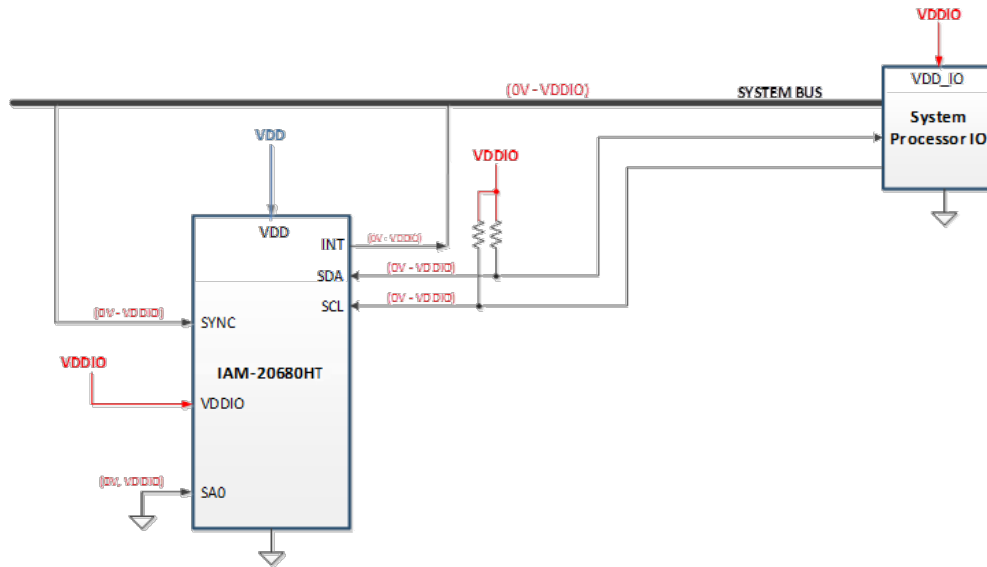 VDDIO
VDD_IO
(0V - VDDIO)
SYSTEM BUS
System
Processor IO
VDD
VDDIO
VDD
INT
(0V - VDDIO)
SDA
(0V - VDDIO)
SCL
(0V - VDDIO)
(0V - VDDIO)
SYNC
VDDIO
IAM-20680HT
VDDIO
(0V, VDDIO)
SA0